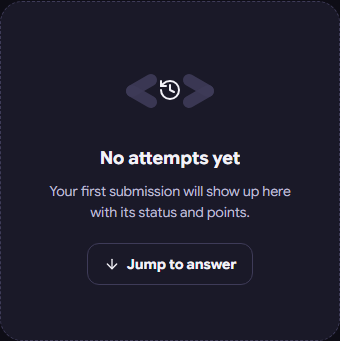 No attempts yet
Your first submission will show up here
with its status and points.
Jump to answer